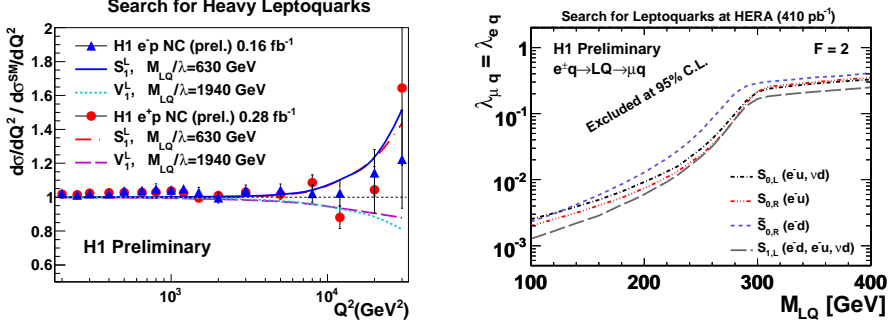 Search for Heavy Leptoquarks
dσ/dQ² / dσˢᴹ/dQ²
2
1.8
1.6
1.4
1.2
1
0.8
0.6
H1 e⁻p NC (prel.) 0.16 fb⁻¹
S₁ᴸ, M_LQ/λ=630 GeV
V₁ᴸ, M_LQ/λ=1940 GeV
H1 e⁺p NC (prel.) 0.28 fb⁻¹
S₁ᴸ, M_LQ/λ=630 GeV
V₁ᴸ, M_LQ/λ=1940 GeV
H1 Preliminary
10³
10⁴
Q²(GeV²)
Search for Leptoquarks at HERA (410 pb⁻¹)
λ_μq = λ_eq
H1 Preliminary
F = 2
e±q→LQ→μq
Excluded at 95% C.L.
1
10⁻¹
10⁻²
10⁻³
S₀,L (e⁻u, νd)
S₀,R (e⁻u)
S̃₀,R (e⁻d)
S₁,L (e⁻d, e⁻u, νd)
100
200
300
400
M_LQ [GeV]